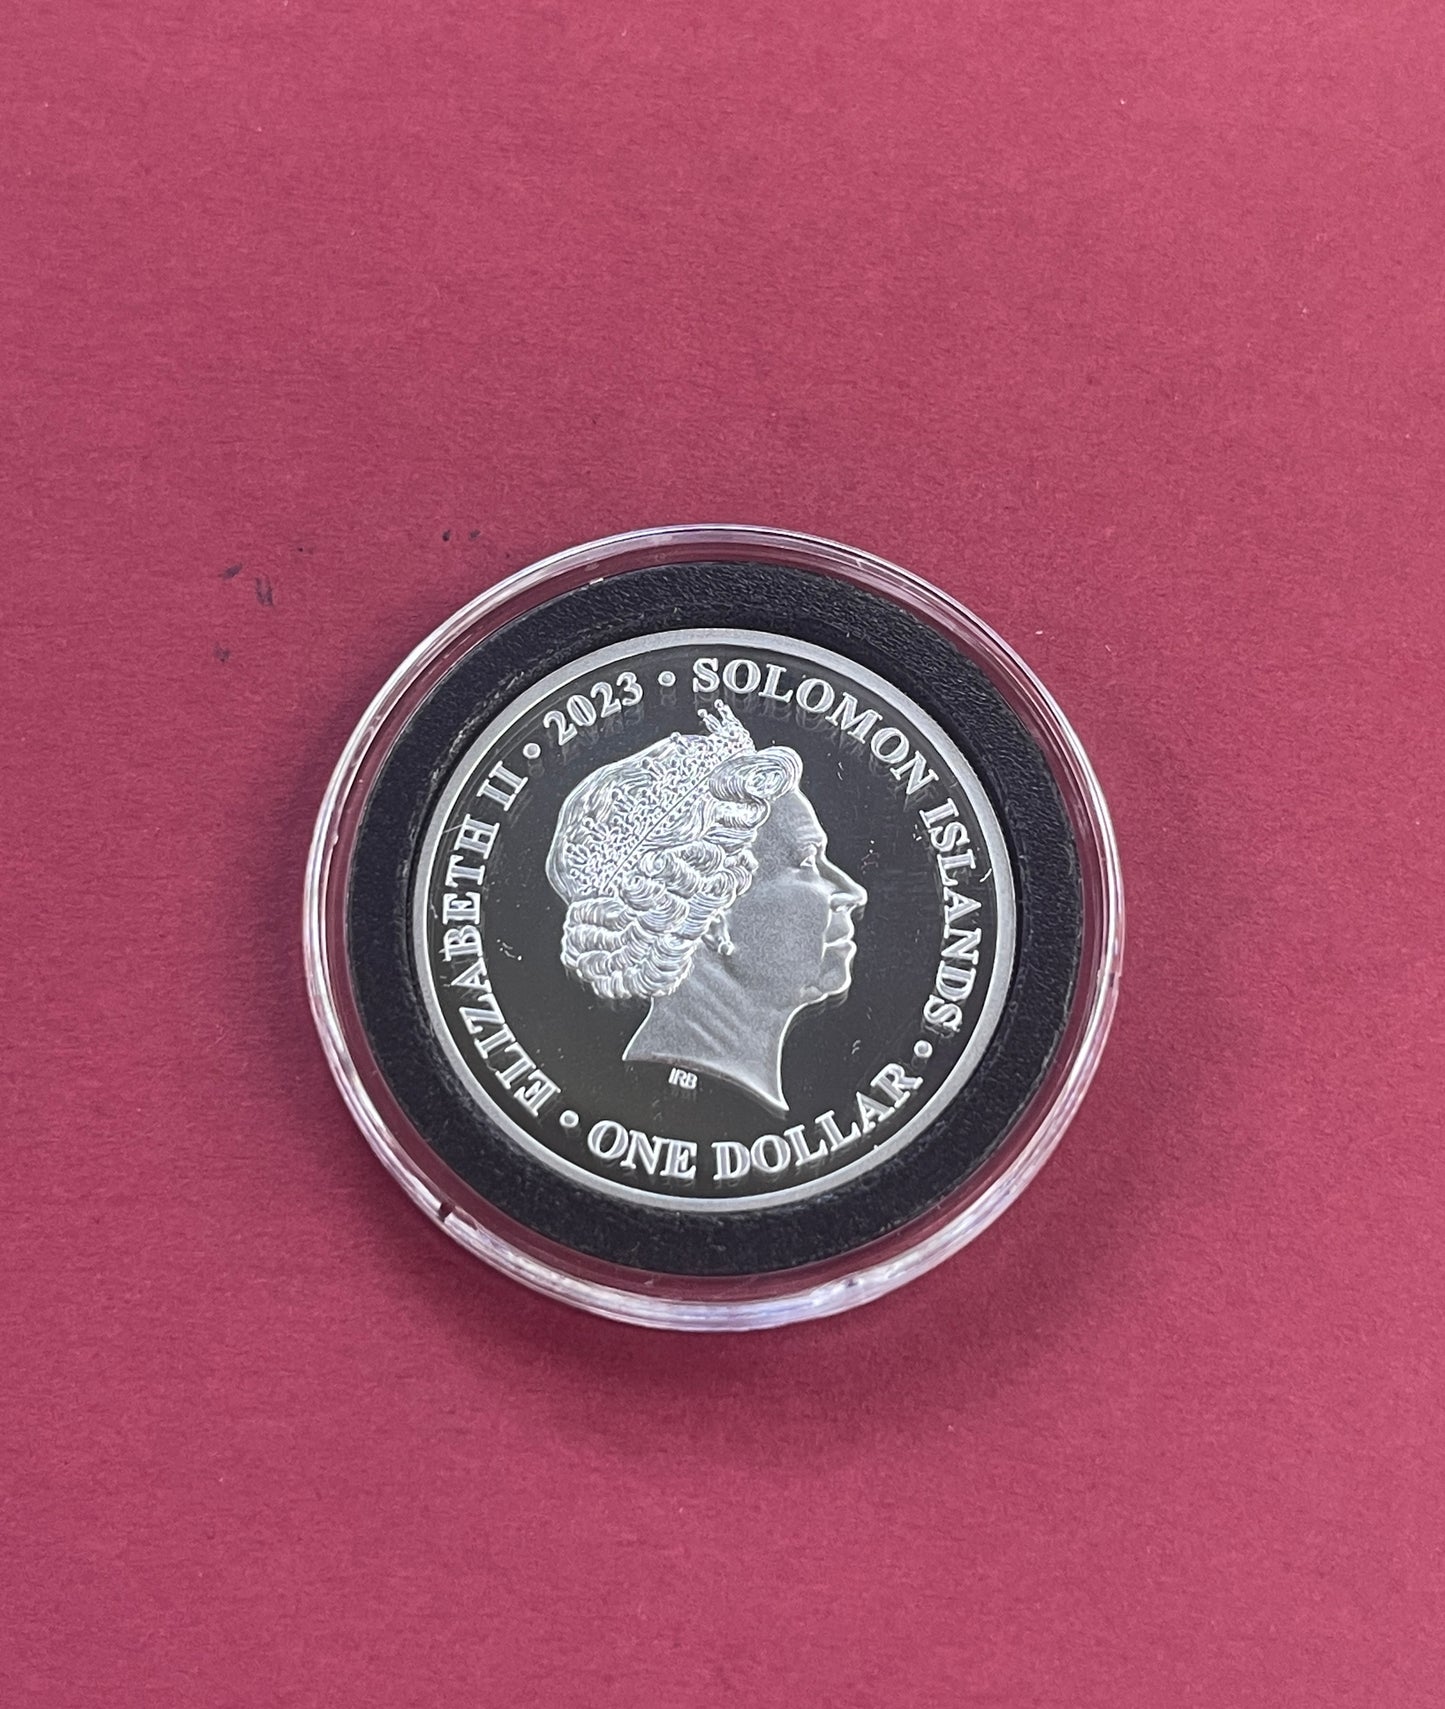 ELIZABETH II • 2023 • SOLOMON ISLANDS • ONE DOLLAR •
IRB